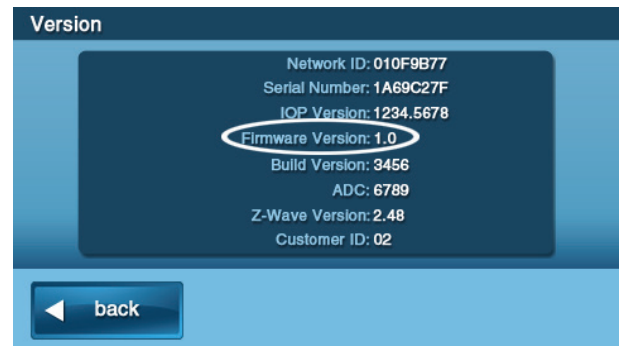 Version
Network ID: 010F9B77
Serial Number: 1A69C27F
IOP Version: 1234.5678
Firmware Version: 1.0
Build Version: 3456
ADC: 6789
Z-Wave Version: 2.48
Customer ID: 02
back